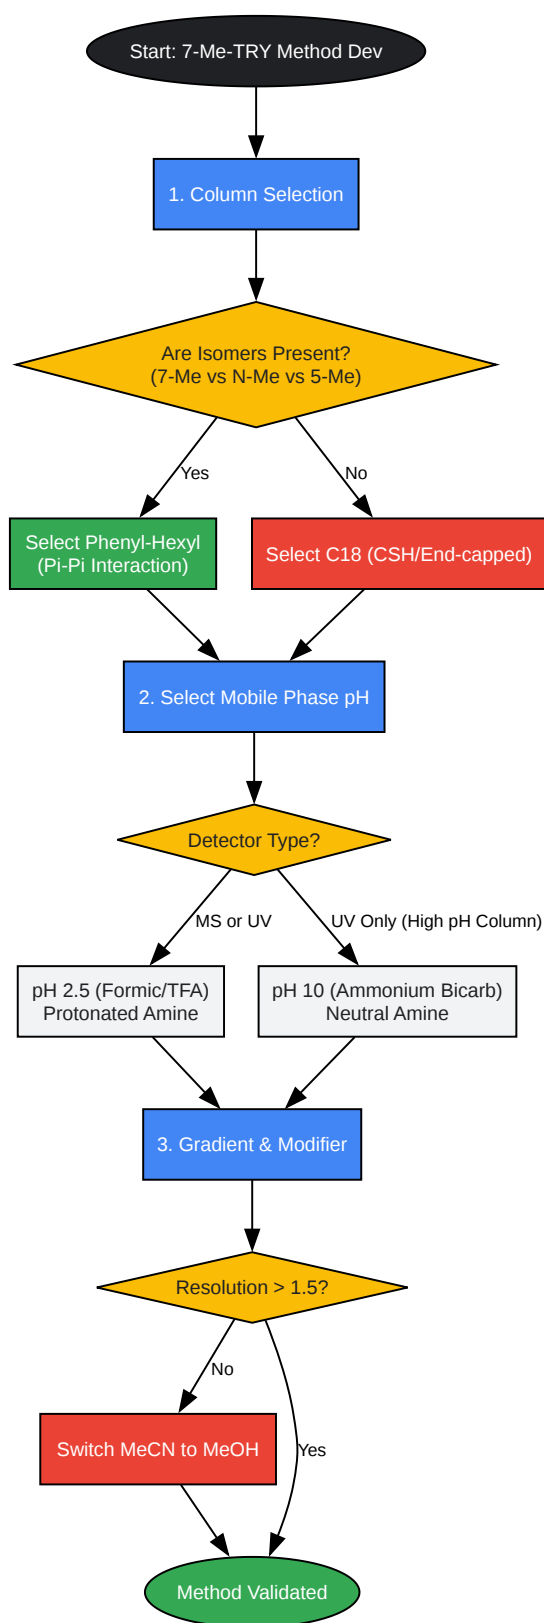 Start: 7-Me-TRY Method Dev
1. Column Selection
Are Isomers Present?
(7-Me vs N-Me vs 5-Me)
Yes
No
Select Phenyl-Hexyl
(Pi-Pi Interaction)
Select C18 (CSH/End-capped)
2. Select Mobile Phase pH
Detector Type?
MS or UV
UV Only (High pH Column)
pH 2.5 (Formic/TFA)
Protonated Amine
pH 10 (Ammonium Bicarb)
Neutral Amine
3. Gradient & Modifier
Resolution > 1.5?
No
Switch MeCN to MeOH
Yes
Method Validated